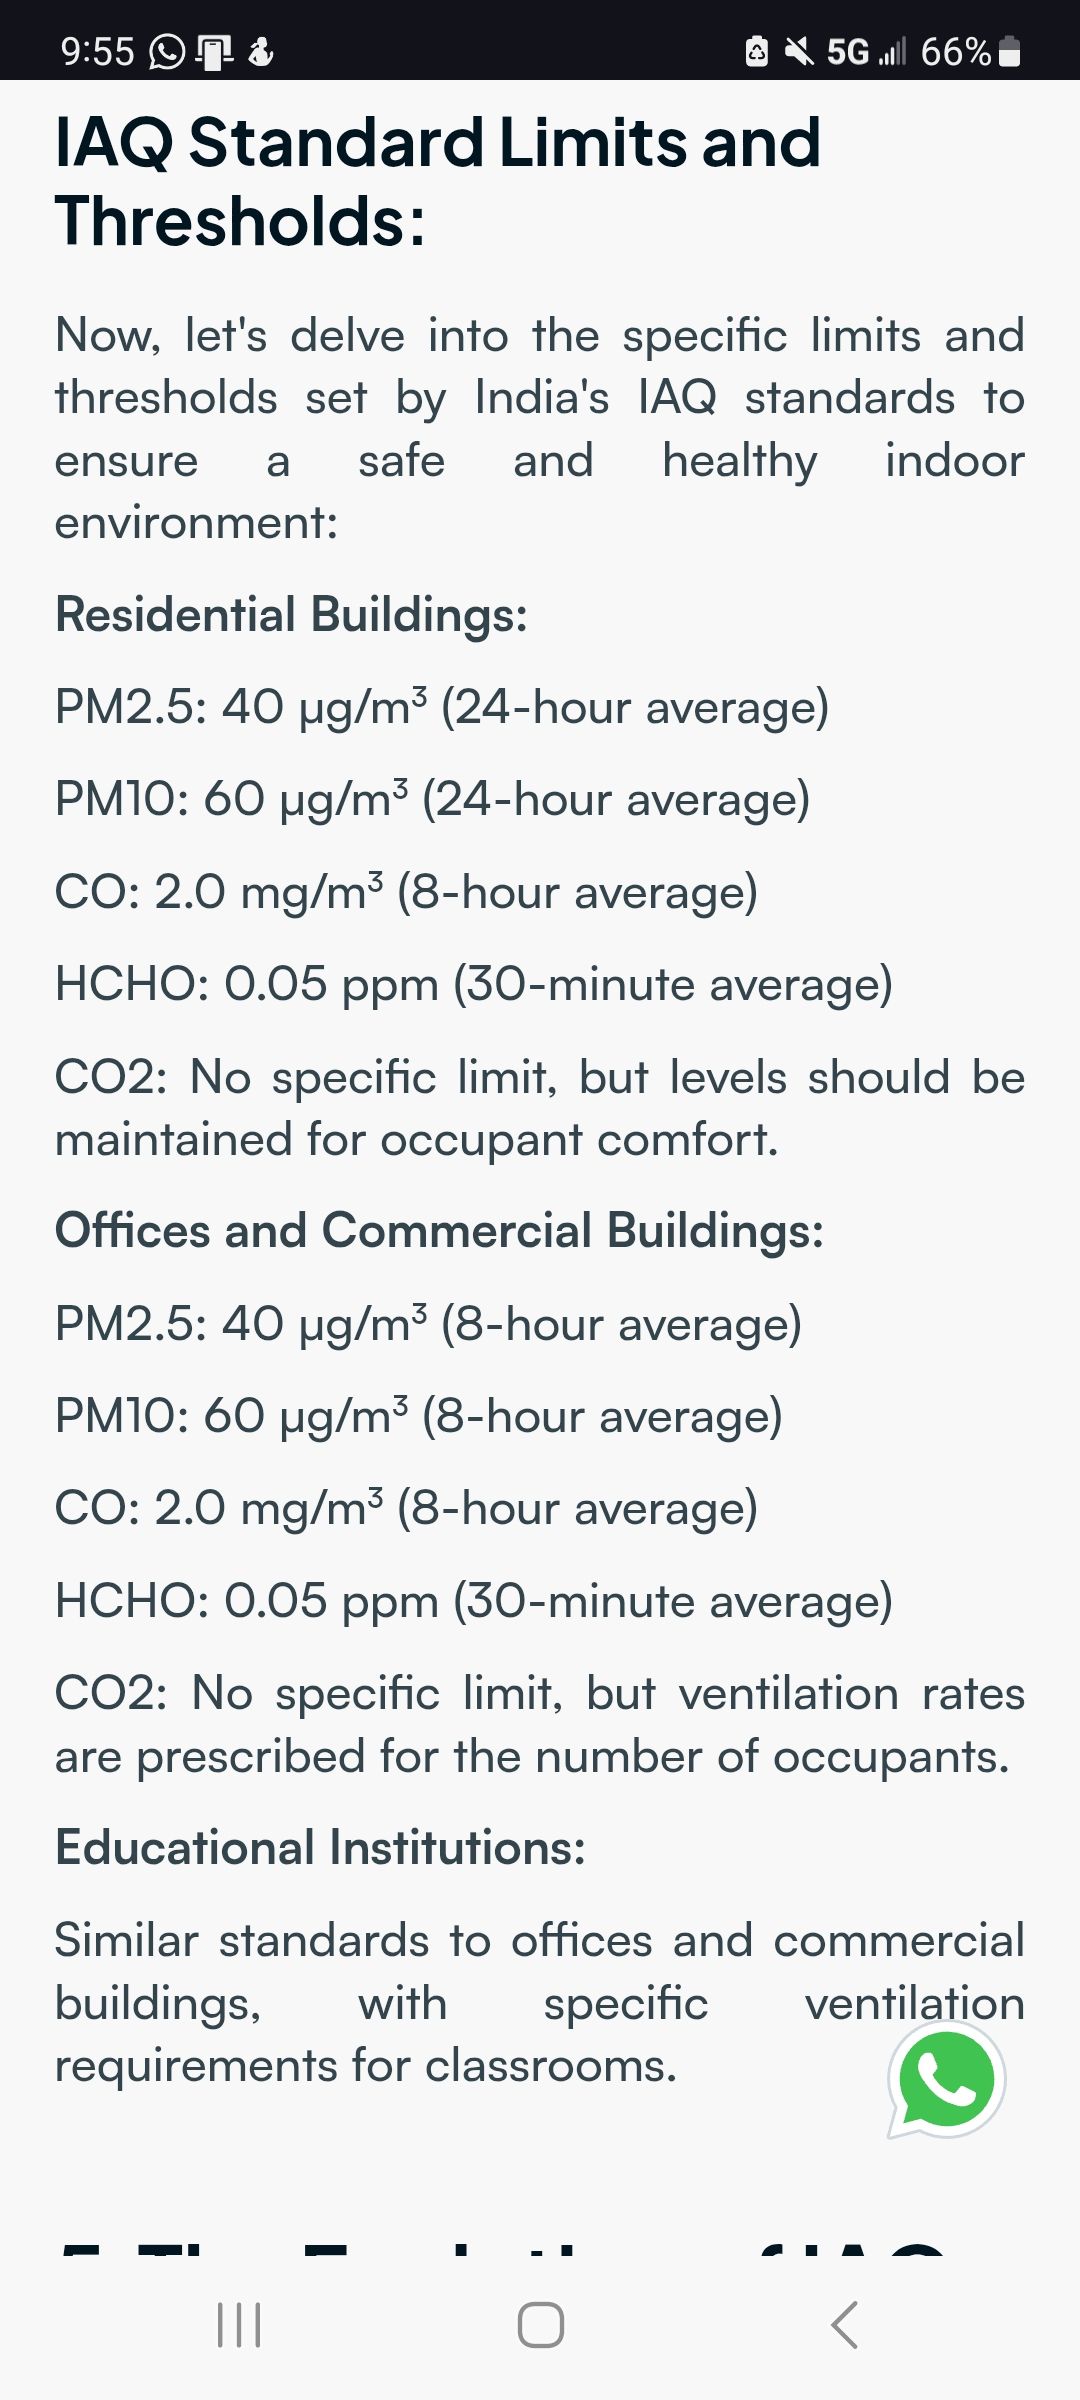 9:55
5G 66%
IAQ Standard Limits and
Thresholds:
Now, let's delve into the specific limits and
thresholds set by India's IAQ standards to
ensure a safe and healthy indoor
environment:
Residential Buildings:
PM2.5: 40 µg/m³ (24-hour average)
PM10: 60 µg/m³ (24-hour average)
CO: 2.0 mg/m³ (8-hour average)
HCHO: 0.05 ppm (30-minute average)
CO2: No specific limit, but levels should be
maintained for occupant comfort.
Offices and Commercial Buildings:
PM2.5: 40 µg/m³ (8-hour average)
PM10: 60 µg/m³ (8-hour average)
CO: 2.0 mg/m³ (8-hour average)
HCHO: 0.05 ppm (30-minute average)
CO2: No specific limit, but ventilation rates
are prescribed for the number of occupants.
Educational Institutions:
Similar standards to offices and commercial
buildings, with specific ventilation
requirements for classrooms.